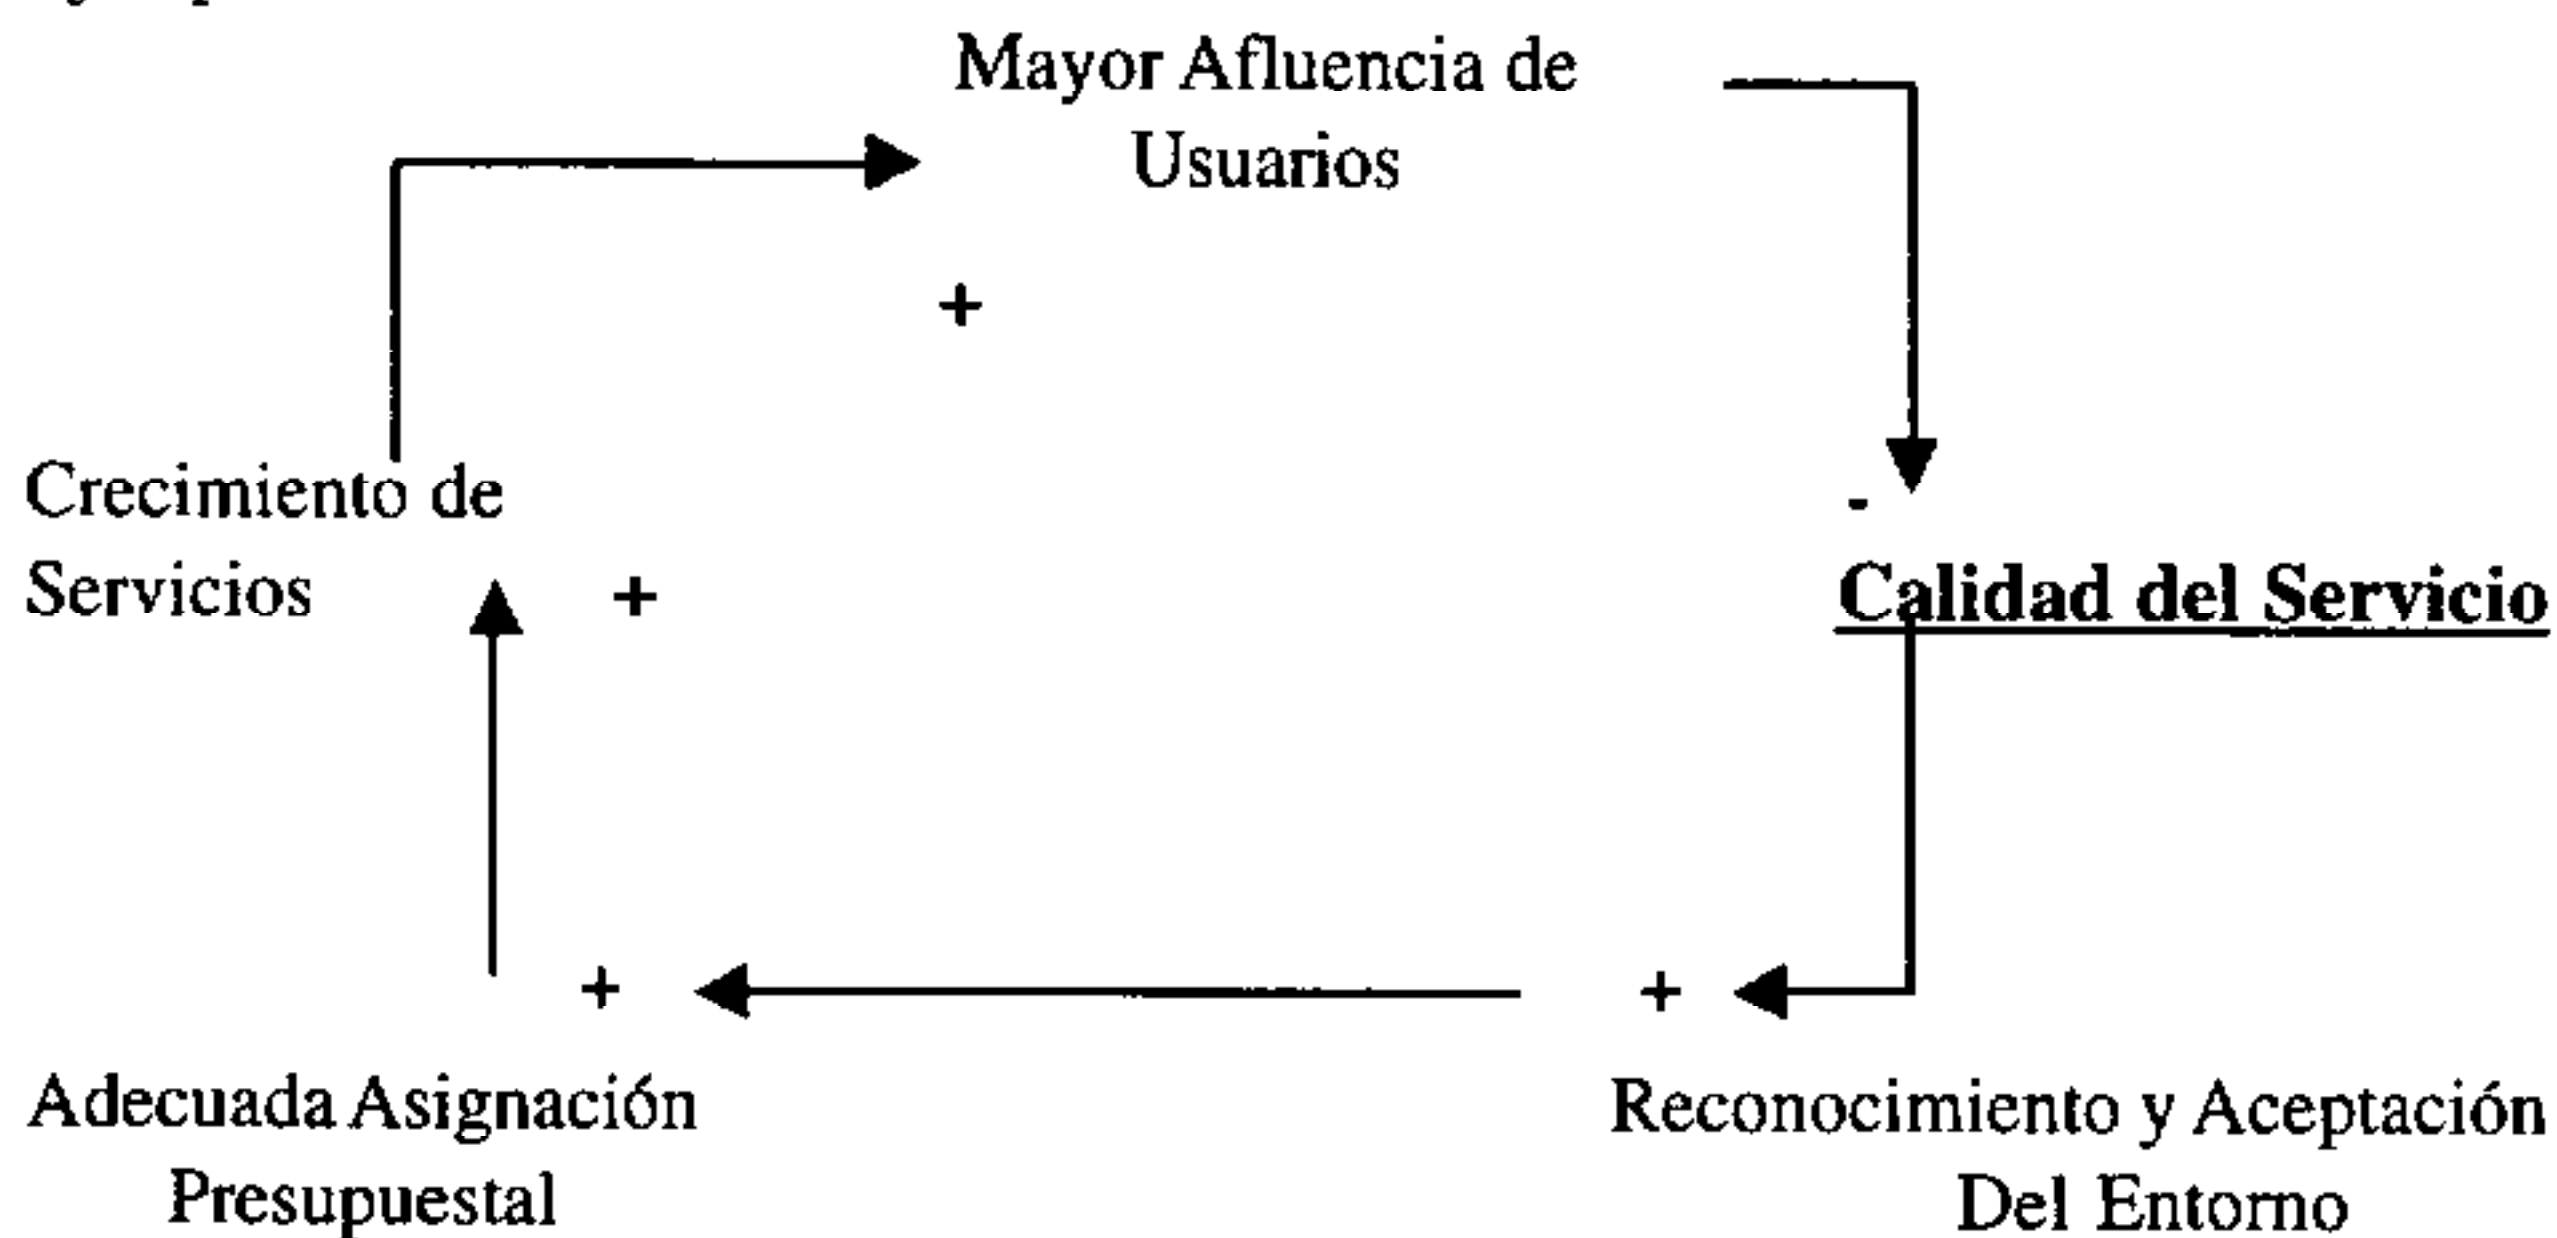 Mayor Afluencia de
Usuarios
+
Crecimiento de
Servicios
+
-
Calidad del Servicio
+
+
Adecuada Asignación
Presupuestal
Reconocimiento y Aceptación
Del Entorno